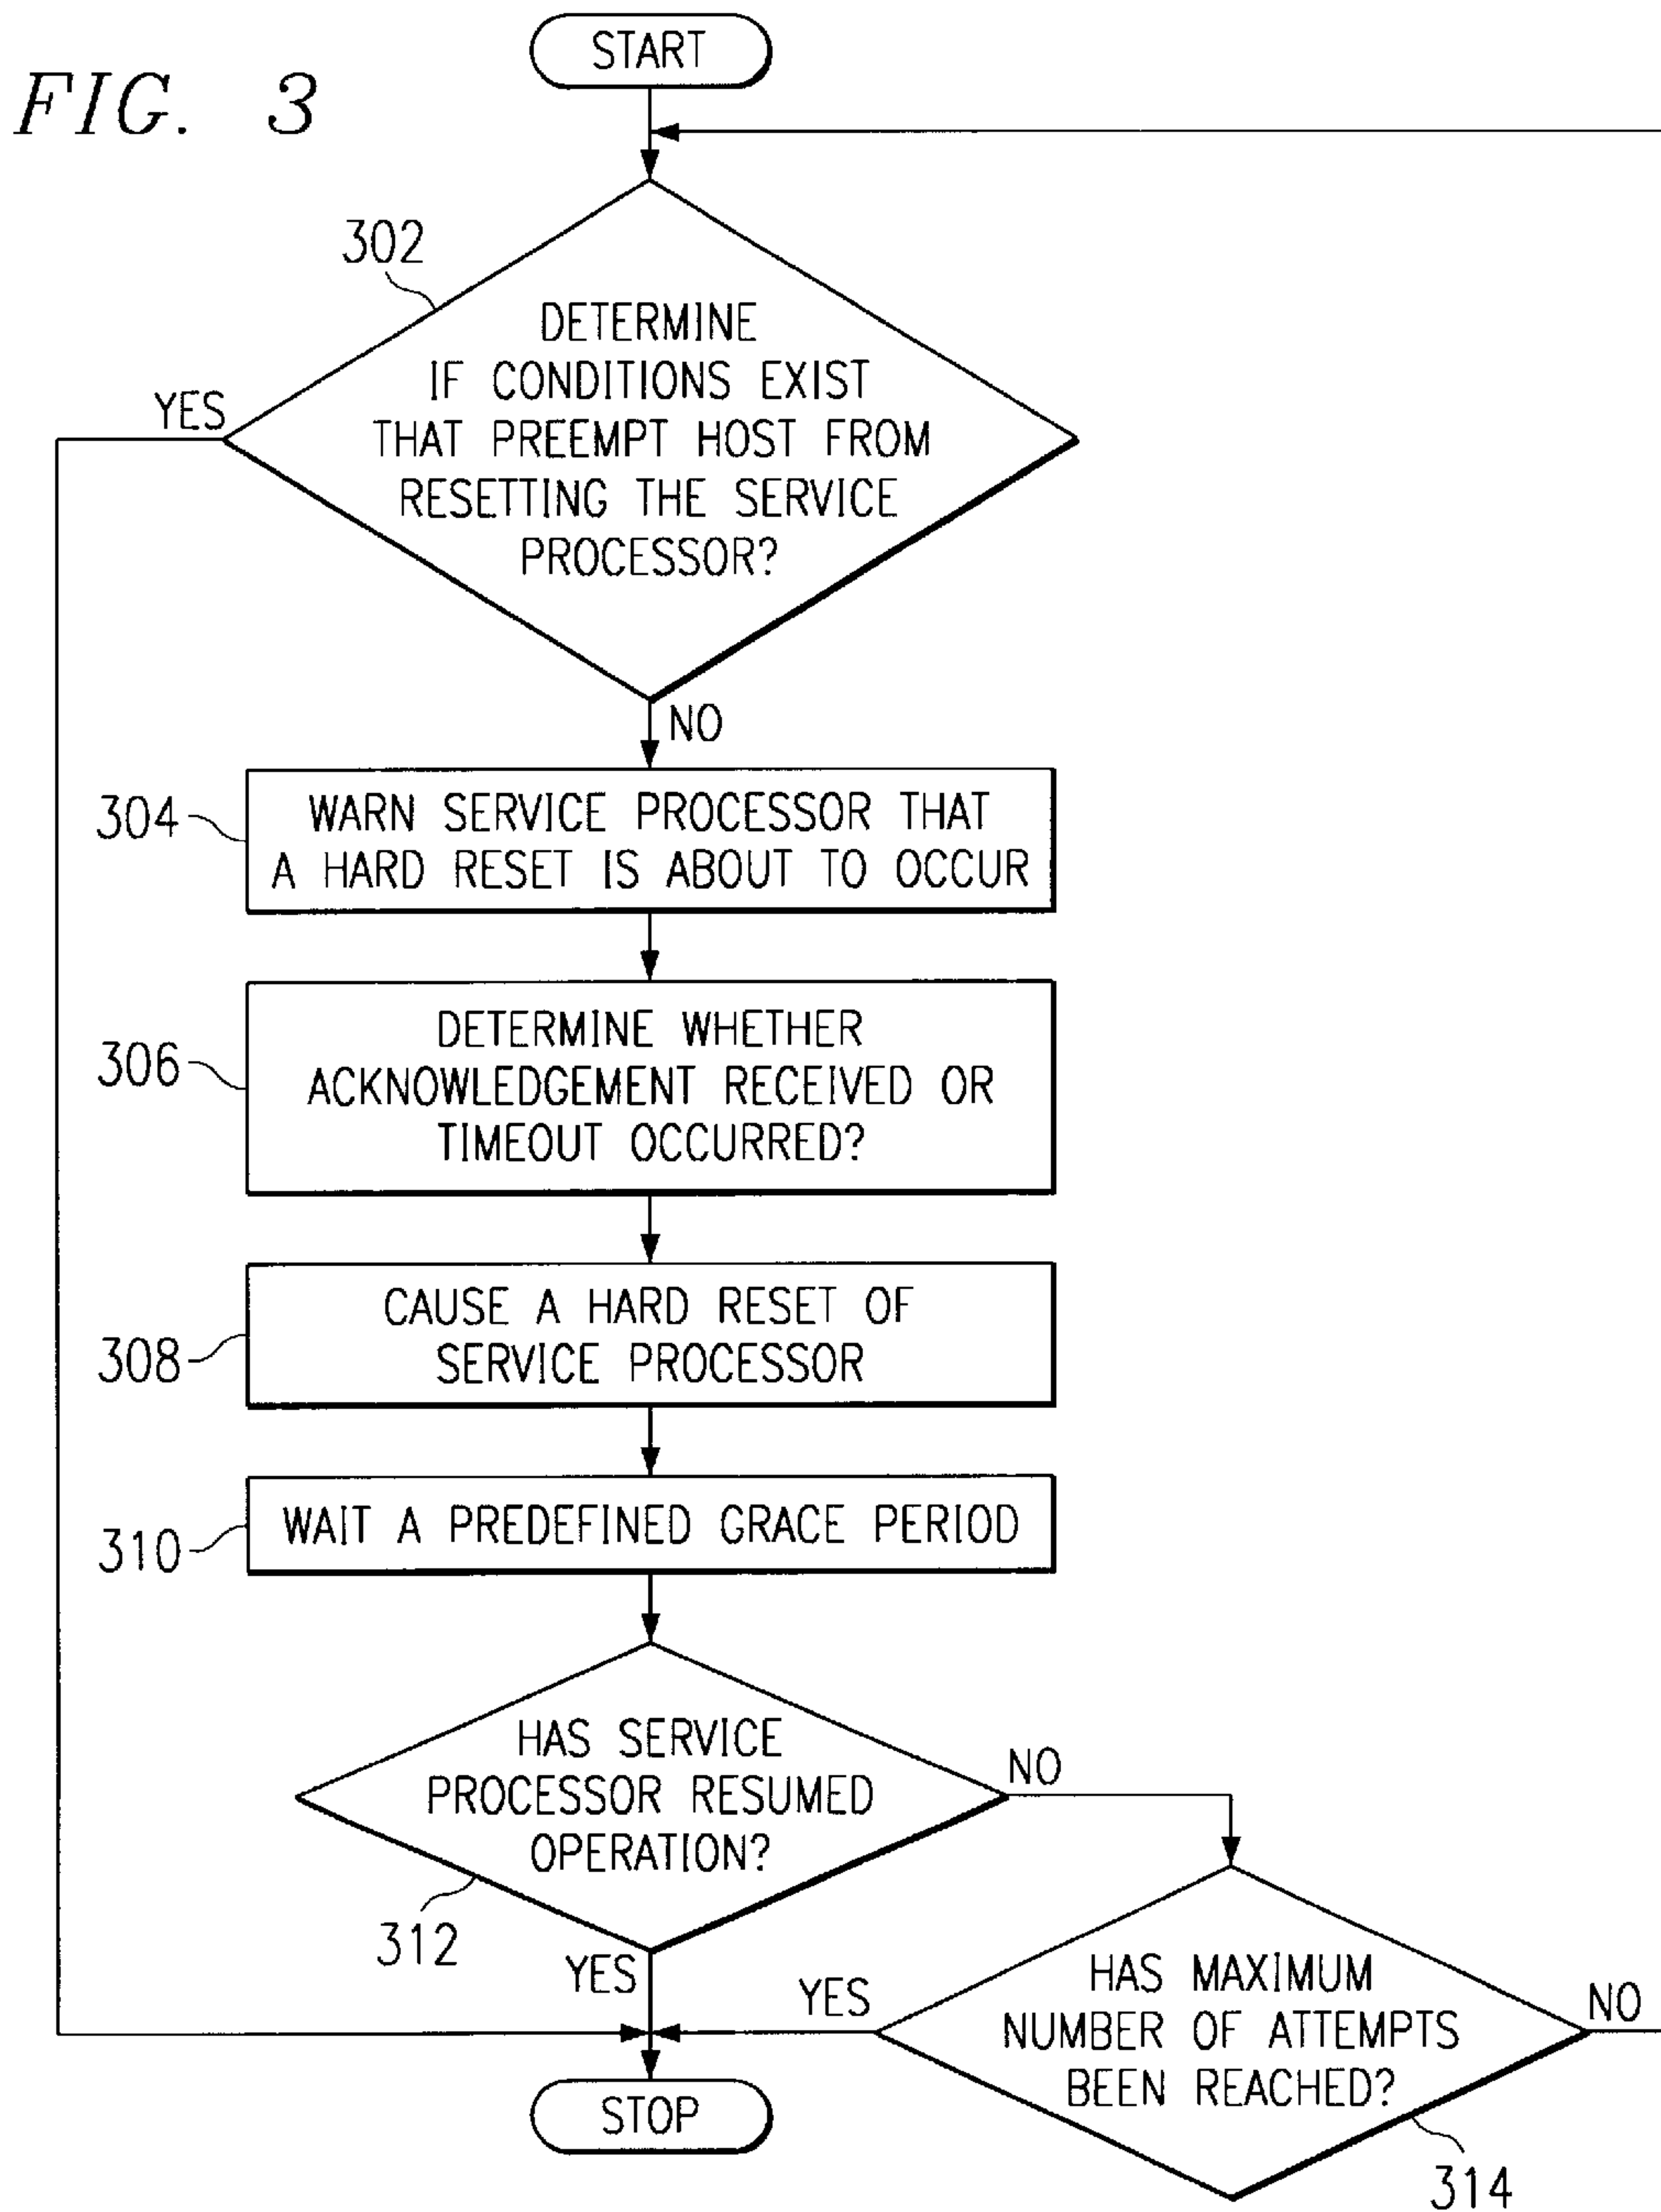 FIG. 3
START
302
DETERMINE
IF CONDITIONS EXIST
THAT PREEMPT HOST FROM
RESETTING THE SERVICE
PROCESSOR?
YES
NO
304
WARN SERVICE PROCESSOR THAT
A HARD RESET IS ABOUT TO OCCUR
306
DETERMINE WHETHER
ACKNOWLEDGEMENT RECEIVED OR
TIMEOUT OCCURRED?
308
CAUSE A HARD RESET OF
SERVICE PROCESSOR
310
WAIT A PREDEFINED GRACE PERIOD
HAS SERVICE
PROCESSOR RESUMED
OPERATION?
NO
312
YES
YES
HAS MAXIMUM
NUMBER OF ATTEMPTS
BEEN REACHED?
NO
314
STOP